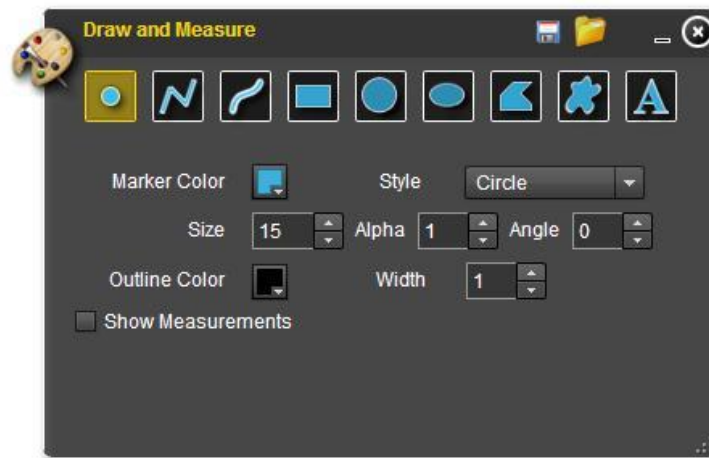 Draw and Measure
A
Marker Color Style Circle
Size 15 Alpha 1 Angle 0
Outline Color Width 1
Show Measurements